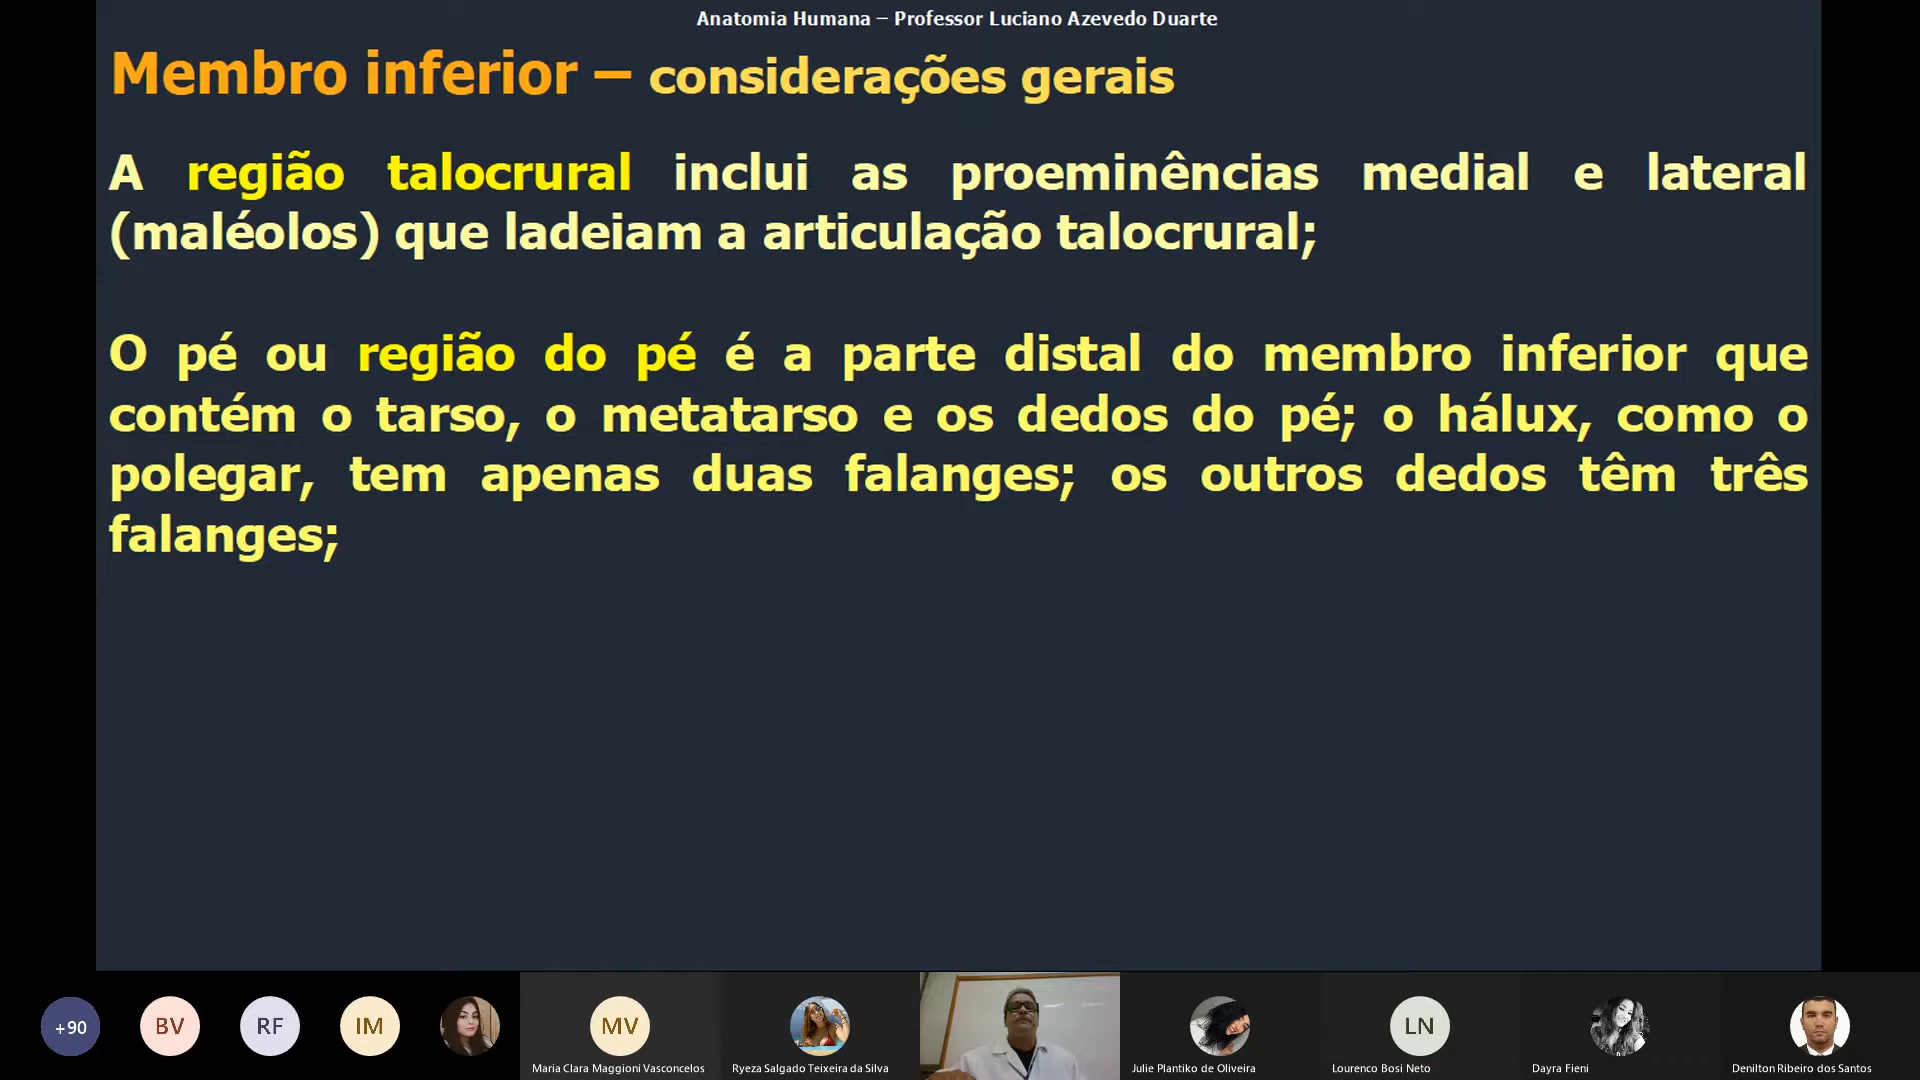 Anatomia Humana – Professor Luciano Azevedo Duarte
Membro inferior – considerações gerais
A região talocrural inclui as proeminências medial e lateral
(maléolos) que ladeiam a articulação talocrural;
O pé ou região do pé é a parte distal do membro inferior que
contém o tarso, o metatarso e os dedos do pé; o hálux, como o
polegar, tem apenas duas falanges; os outros dedos têm três
falanges;
+90
BV
RF
IM
MV
LN
Maria Clara Maggioni Vasconcelos
Ryeza Salgado Teixeira da Silva
Julie Plantiko de Oliveira
Lourenco Bosi Neto
Dayra Fieni
Denilton Ribeiro dos Santos